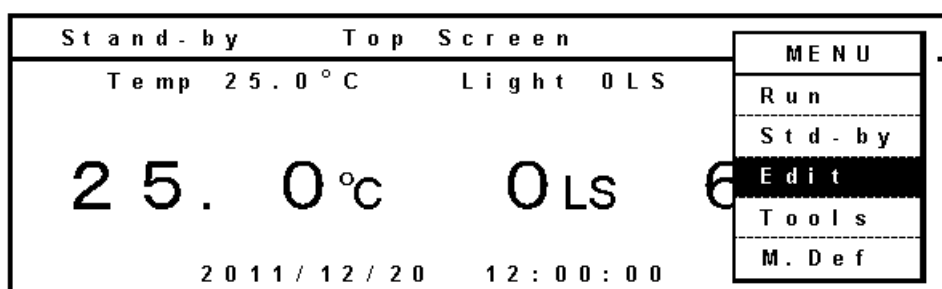 Stand-by Top Screen
Temp 25.0°C Light 0LS
25.0°C 0LS 6
2011/12/20 12:00:00
MENU
Run
Std-by
Edit
Tools
M.Def